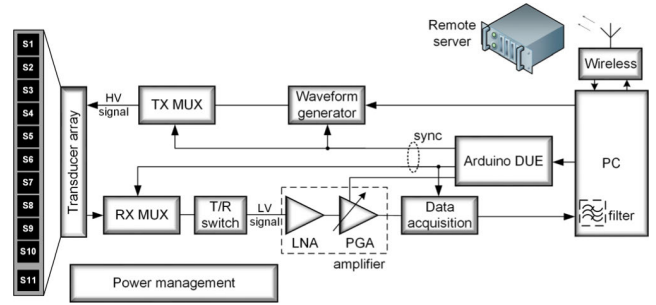 S1
S2
S3
S4
S5
S6
S7
S8
S9
S10
S11
Transducer array
Remote
server
Wireless
HV
signal
TX MUX
Waveform
generator
sync
Arduino DUE
PC
RX MUX
T/R
switch
LV
signal
LNA
PGA
amplifier
Data
acquisition
filter
Power management